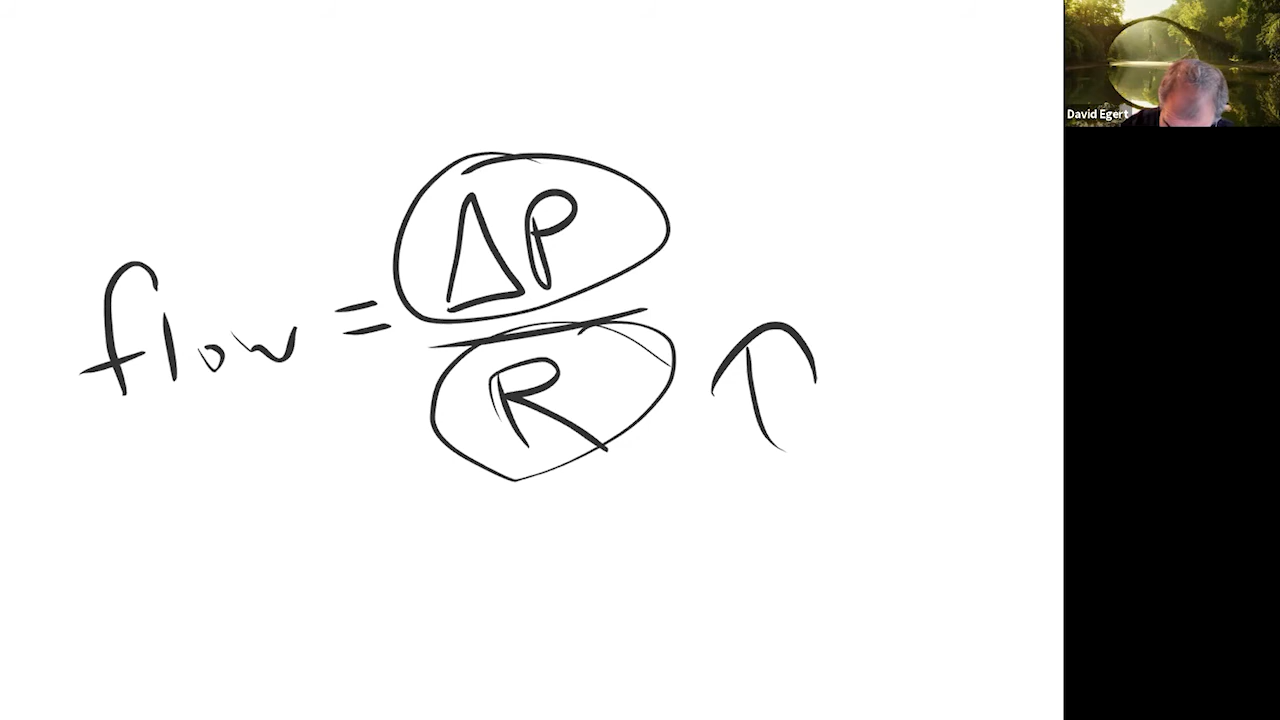 flow = ΔP
R ↑
David Egert